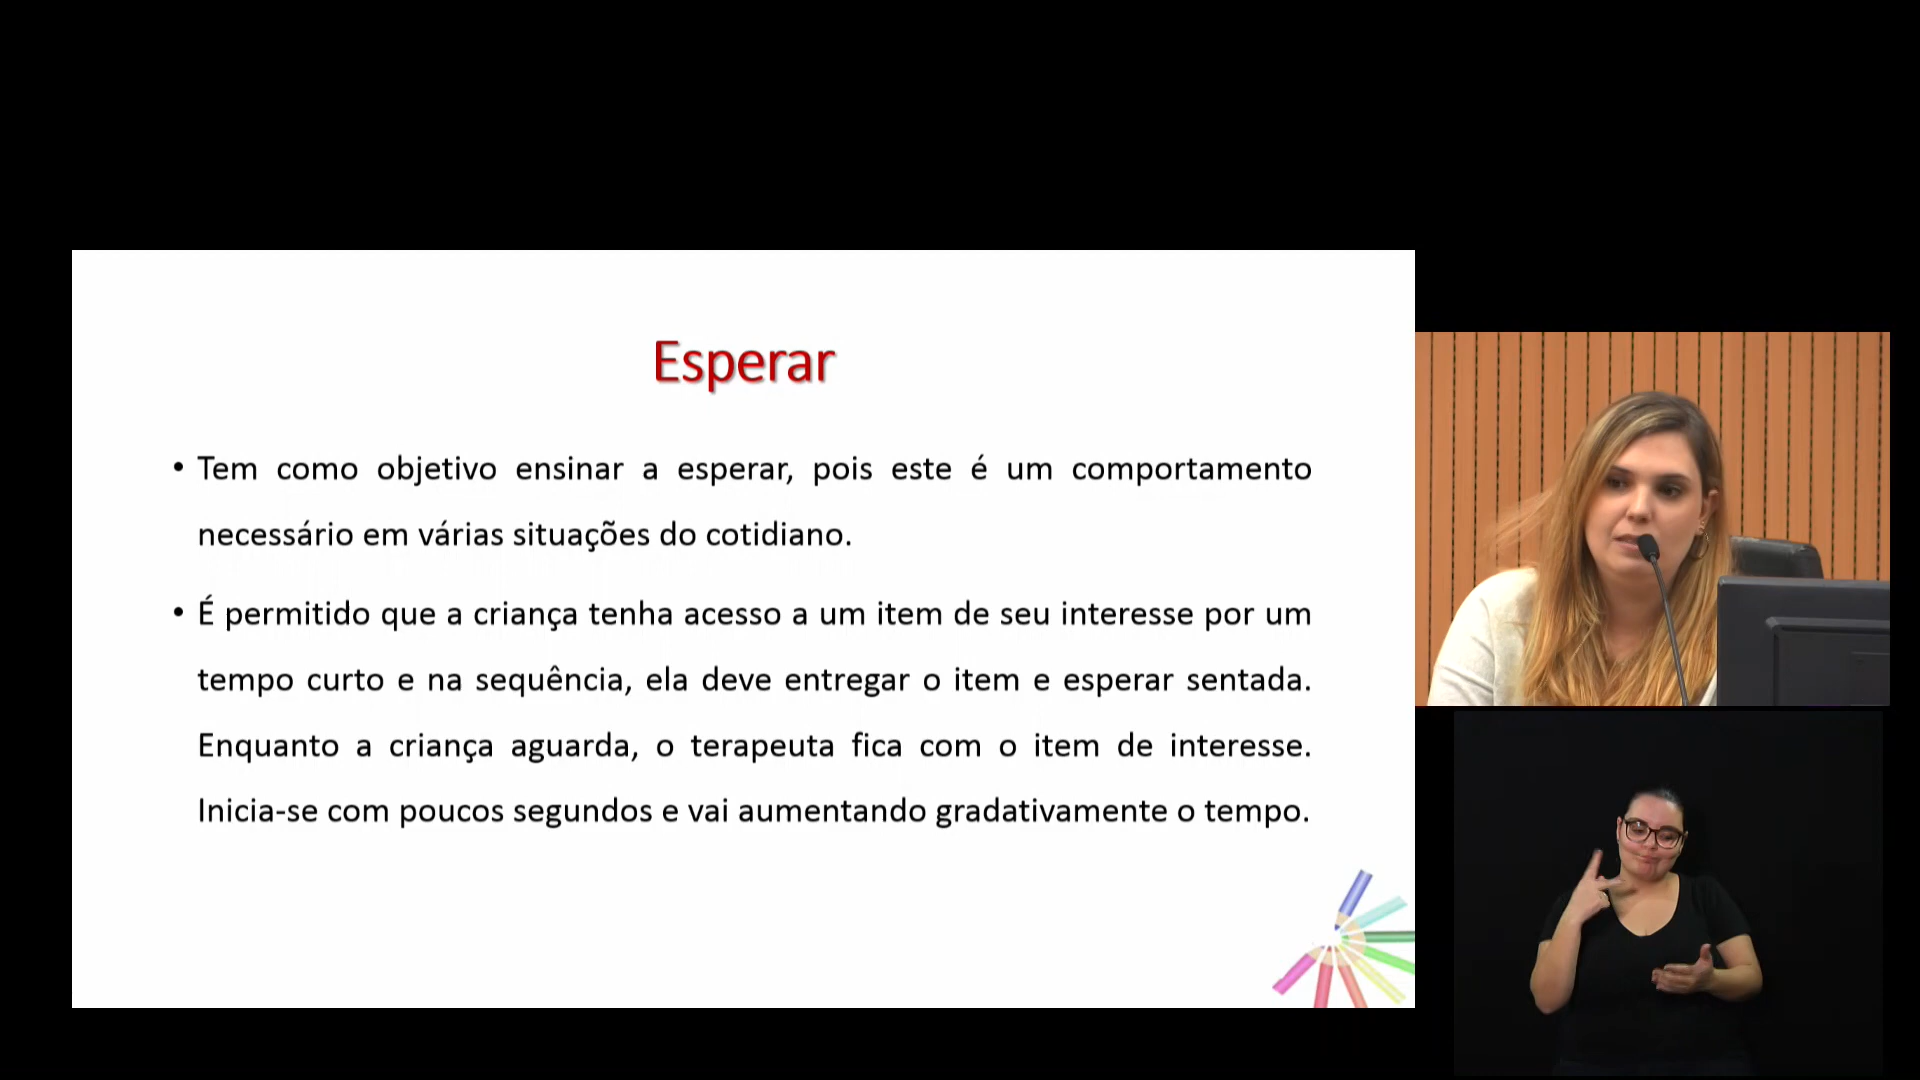 Esperar
• Tem como objetivo ensinar a esperar, pois este é um comportamento
necessário em várias situações do cotidiano.
• É permitido que a criança tenha acesso a um item de seu interesse por um
tempo curto e na sequência, ela deve entregar o item e esperar sentada.
Enquanto a criança aguarda, o terapeuta fica com o item de interesse.
Inicia-se com poucos segundos e vai aumentando gradativamente o tempo.